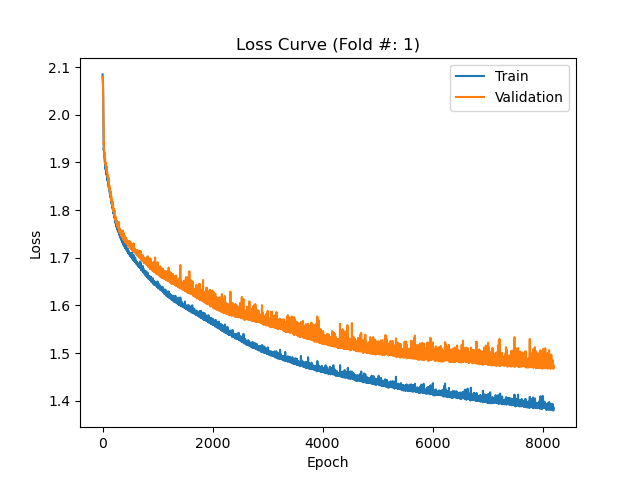 Loss Curve (Fold #: 1)
Train
Validation
Loss
2.1
2.0
1.9
1.8
1.7
1.6
1.5
1.4
0 2000 4000 6000 8000
Epoch